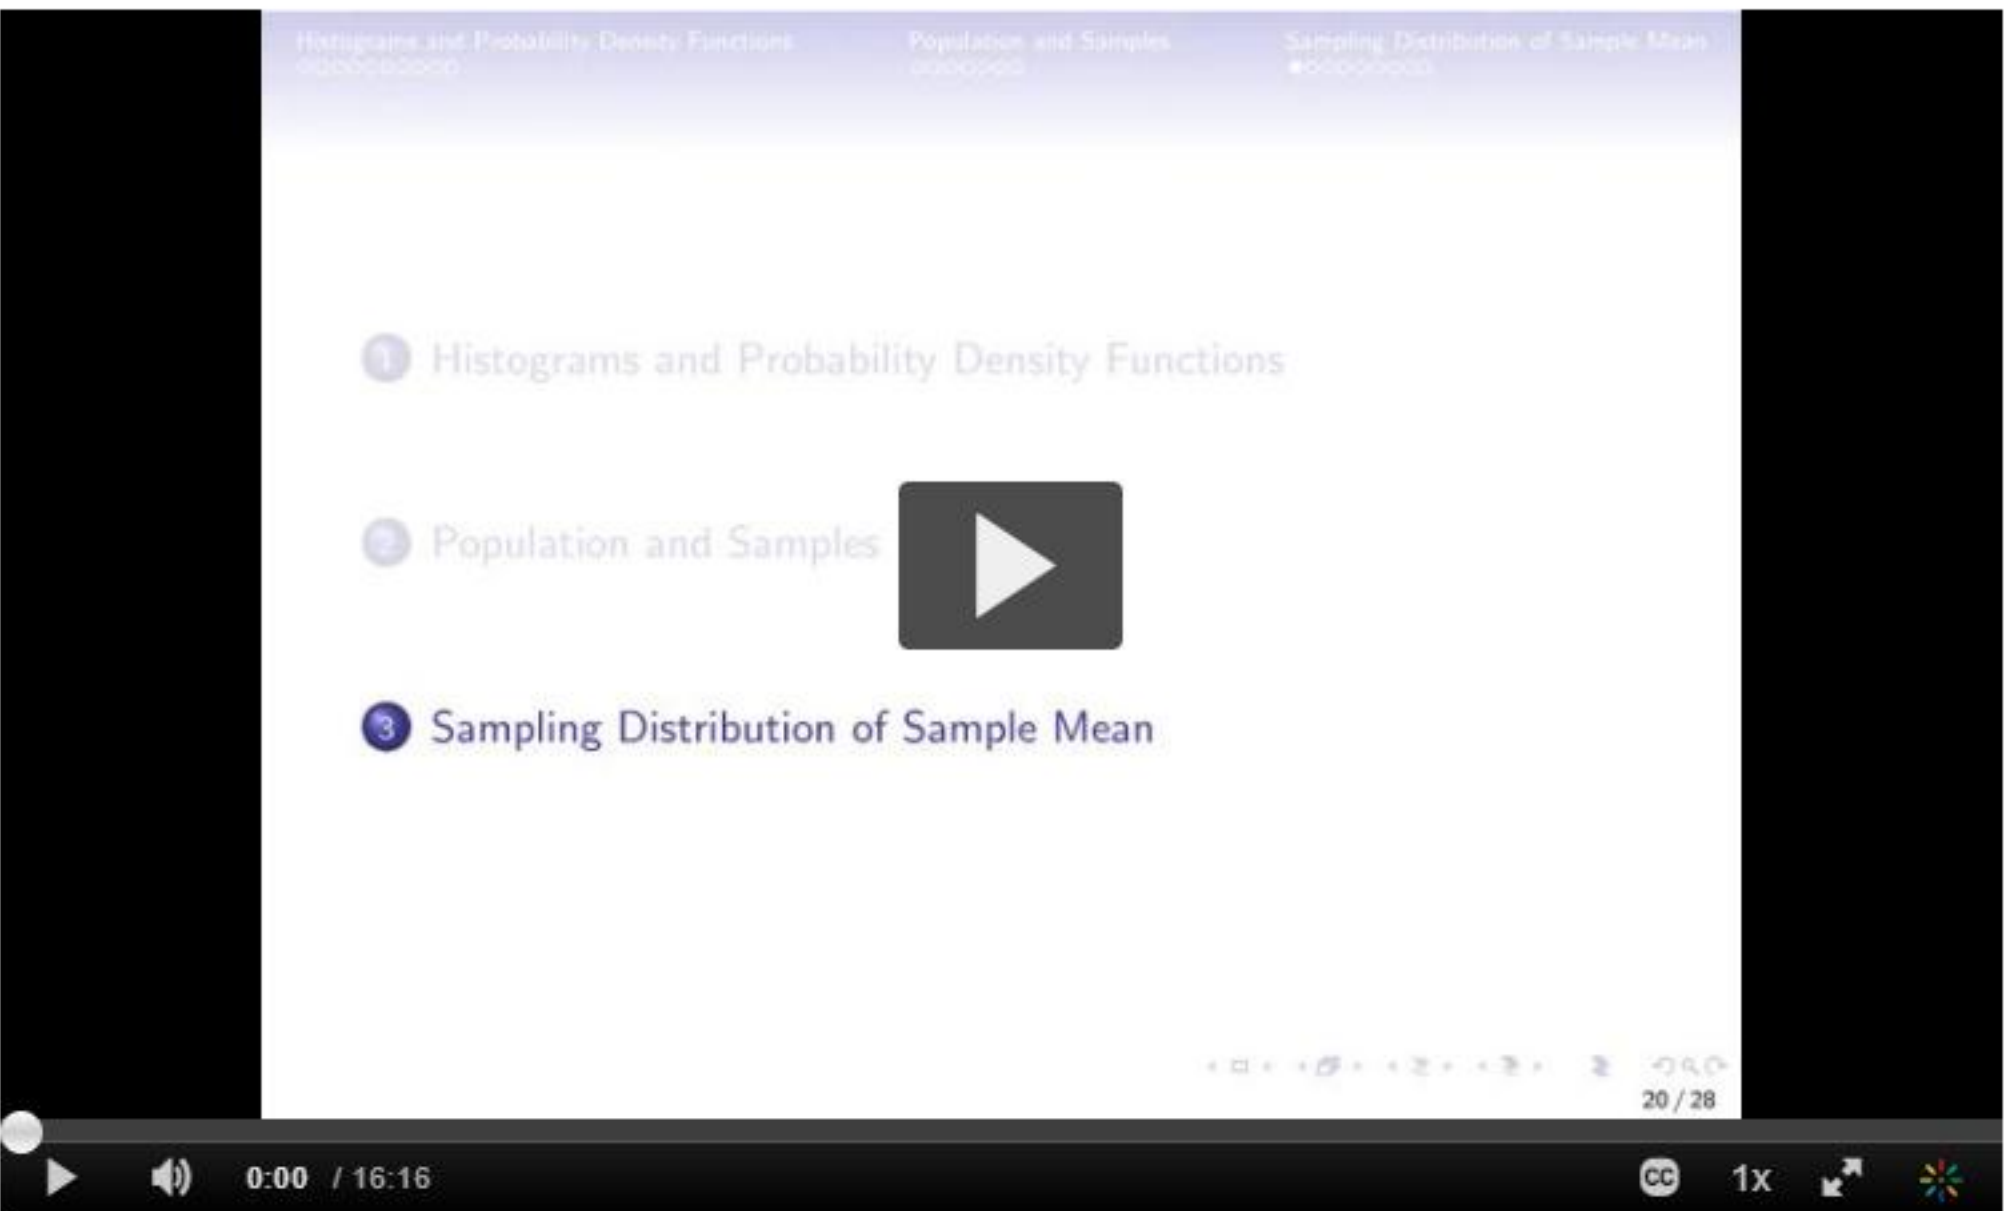 Histograms and Probability Density Functions
Population and Samples
Sampling Distribution of Sample Mean
1 Histograms and Probability Density Functions
2 Population and Samples
3 Sampling Distribution of Sample Mean
20 / 28
0:00 / 16:16
CC
1x